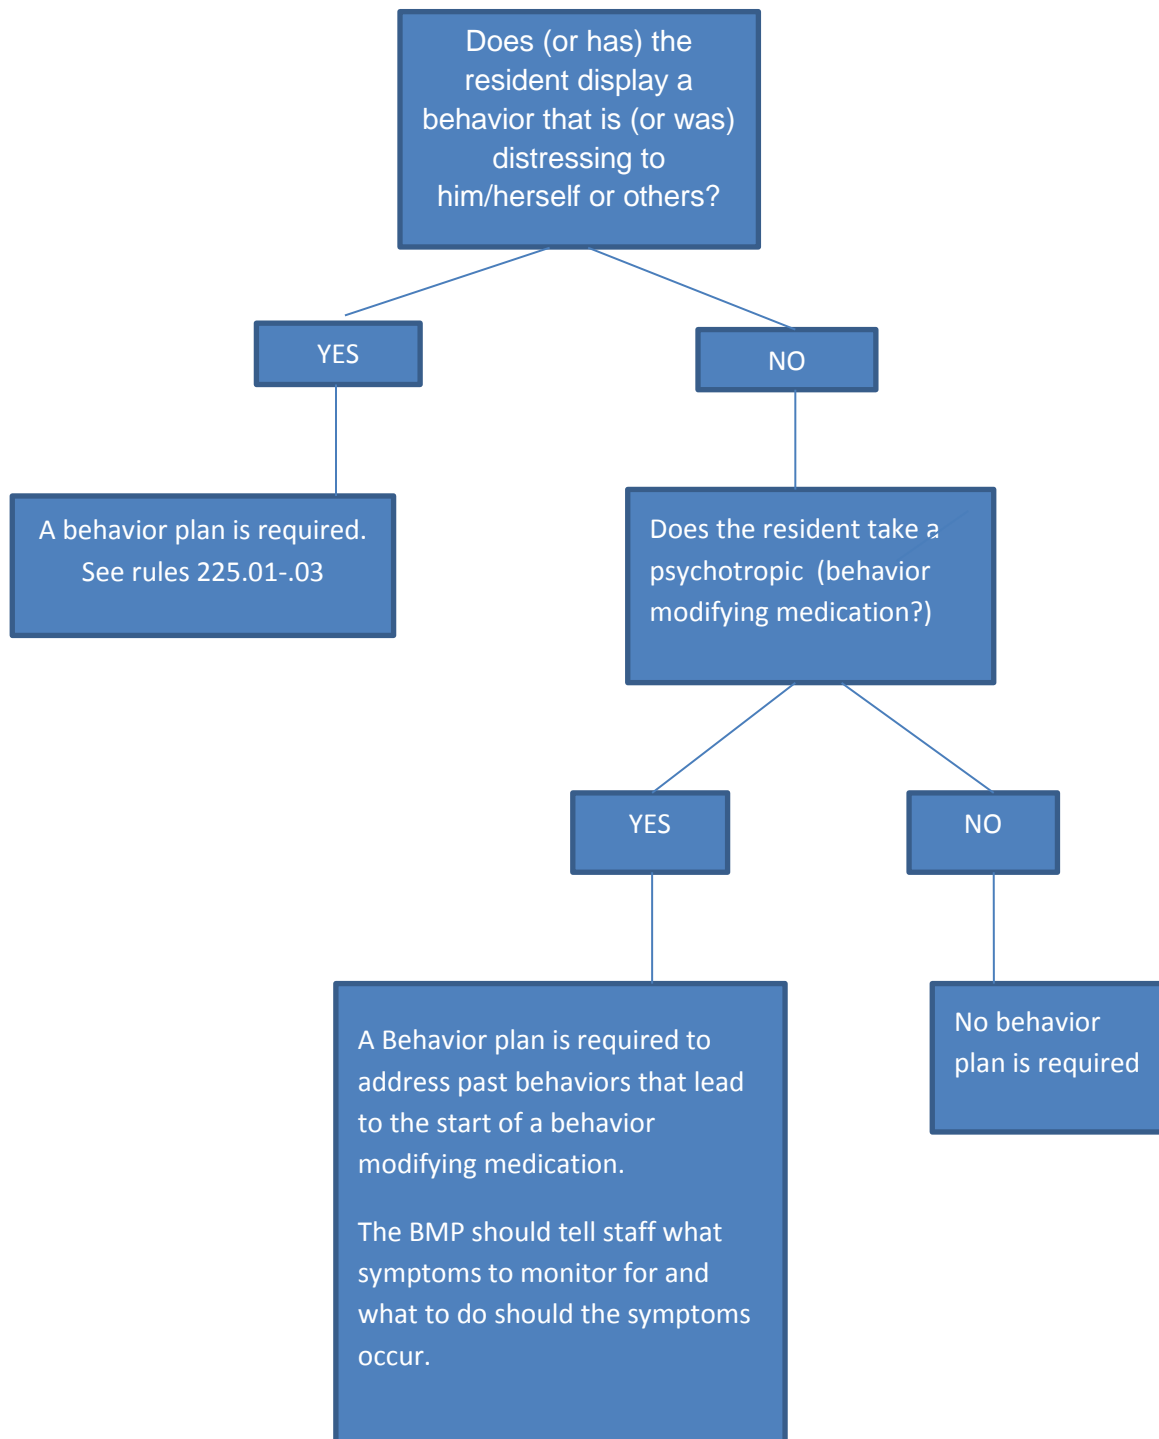 Does (or has) the
resident display a
behavior that is (or was)
distressing to
him/herself or others?
YES
NO
A behavior plan is required.
See rules 225.01-.03
Does the resident take a
psychotropic  (behavior
modifying medication?)
YES
NO
A Behavior plan is required to
address past behaviors that lead
to the start of a behavior
modifying medication.
The BMP should tell staff what
symptoms to monitor for and
what to do should the symptoms
occur.
No behavior
plan is required